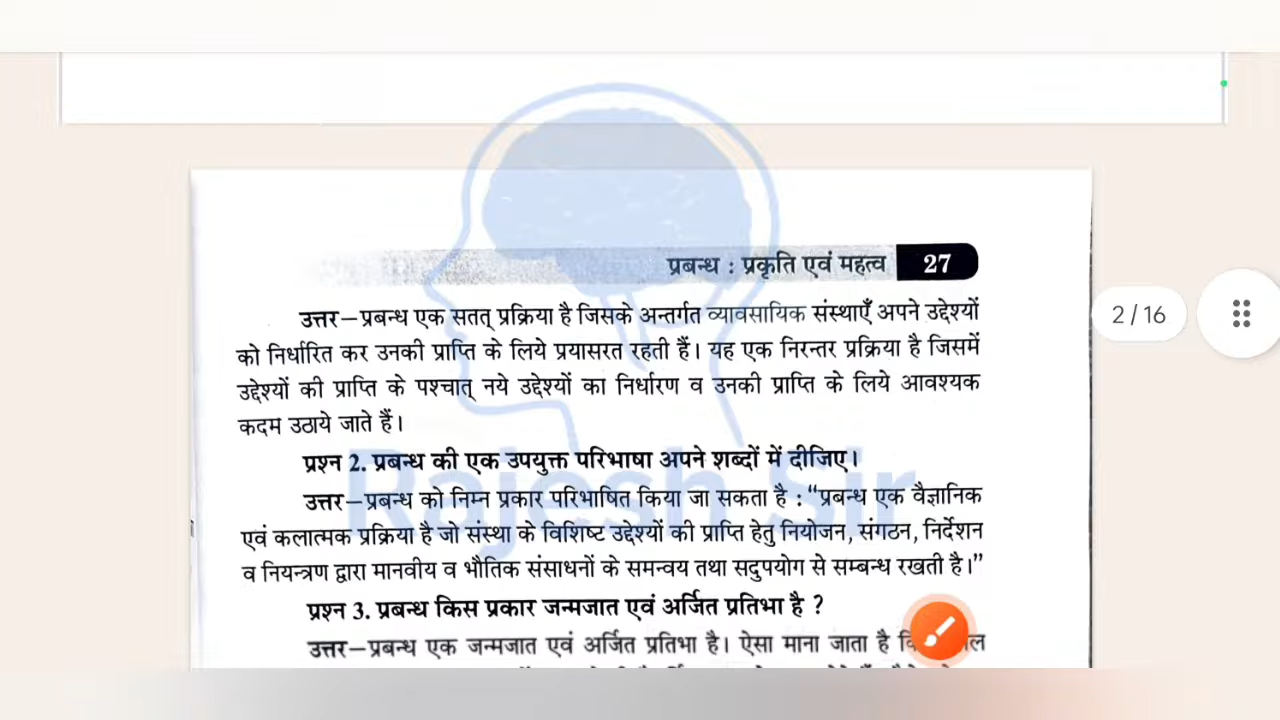 प्रबन्ध : प्रकृति एवं महत्व 27
उत्तर–प्रबन्ध एक सतत् प्रक्रिया है जिसके अन्तर्गत व्यावसायिक संस्थाएँ अपने उद्देश्यों
को निर्धारित कर उनकी प्राप्ति के लिये प्रयासरत रहती हैं। यह एक निरन्तर प्रक्रिया है जिसमें
उद्देश्यों की प्राप्ति के पश्चात् नये उद्देश्यों का निर्धारण व उनकी प्राप्ति के लिये आवश्यक
कदम उठाये जाते हैं।
2/16
प्रश्न 2. प्रबन्ध की एक उपयुक्त परिभाषा अपने शब्दों में दीजिए।
उत्तर–प्रबन्ध को निम्न प्रकार परिभाषित किया जा सकता है : “प्रबन्ध एक वैज्ञानिक
एवं कलात्मक प्रक्रिया है जो संस्था के विशिष्ट उद्देश्यों की प्राप्ति हेतु नियोजन, संगठन, निर्देशन
व नियन्त्रण द्वारा मानवीय व भौतिक संसाधनों के समन्वय तथा सदुपयोग से सम्बन्ध रखती है।”
Rajesh Sir
प्रश्न 3. प्रबन्ध किस प्रकार जन्मजात एवं अर्जित प्रतिभा है ?
उत्तर–प्रबन्ध एक जन्मजात एवं अर्जित प्रतिभा है। ऐसा माना जाता है